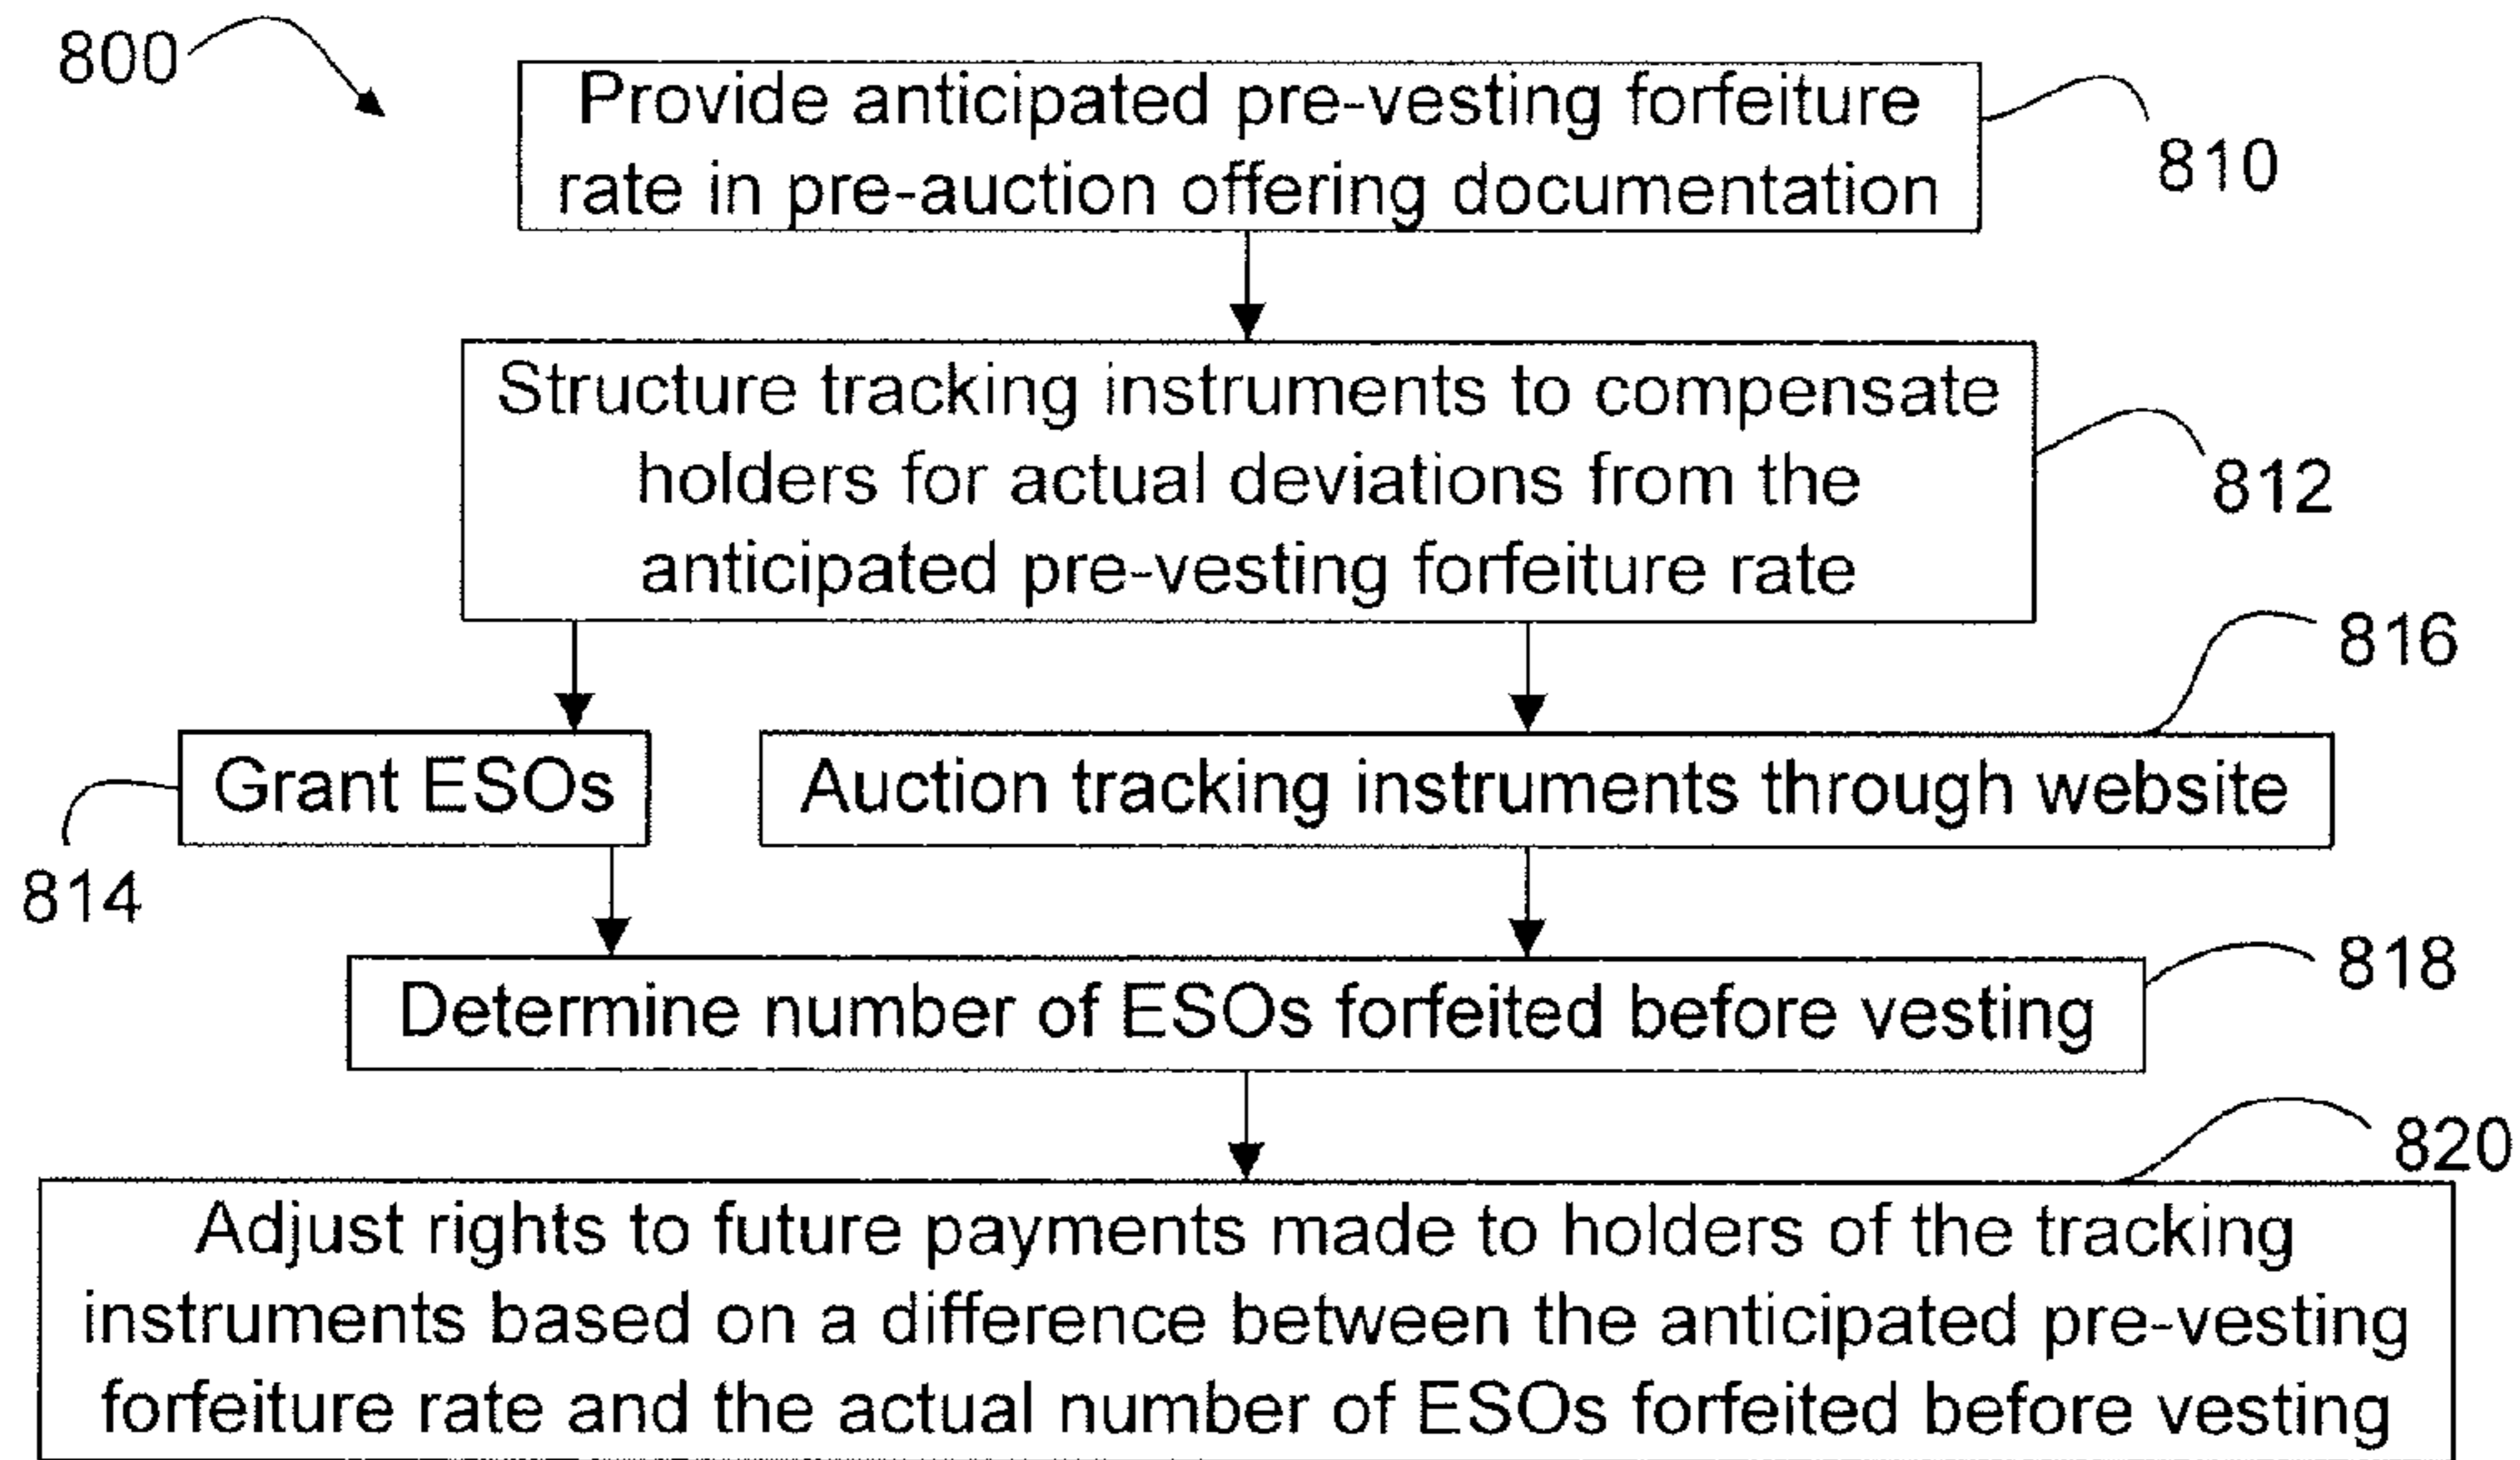 800
Provide anticipated pre-vesting forfeiture
rate in pre-auction offering documentation
810
Structure tracking instruments to compensate
holders for actual deviations from the
anticipated pre-vesting forfeiture rate
812
816
Grant ESOs
Auction tracking instruments through website
814
Determine number of ESOs forfeited before vesting
818
820
Adjust rights to future payments made to holders of the tracking
instruments based on a difference between the anticipated pre-vesting
forfeiture rate and the actual number of ESOs forfeited before vesting